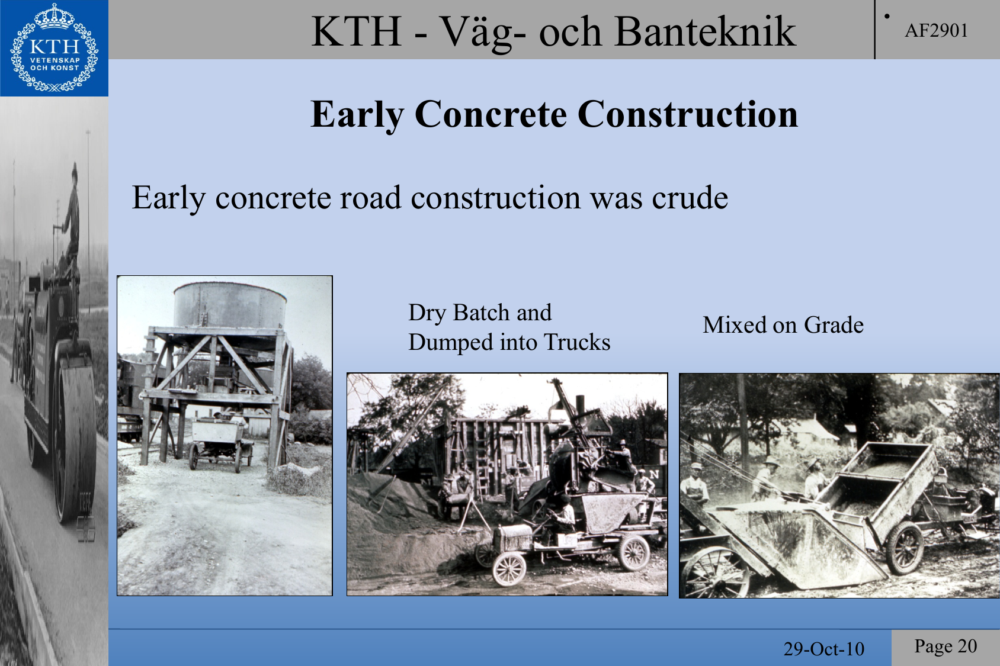 KTH
VETENSKAP
OCH KONST
KTH - Väg- och Banteknik
• AF2901
Early Concrete Construction
Early concrete road construction was crude
Dry Batch and
Dumped into Trucks
Mixed on Grade
N
29-Oct-10
Page 20